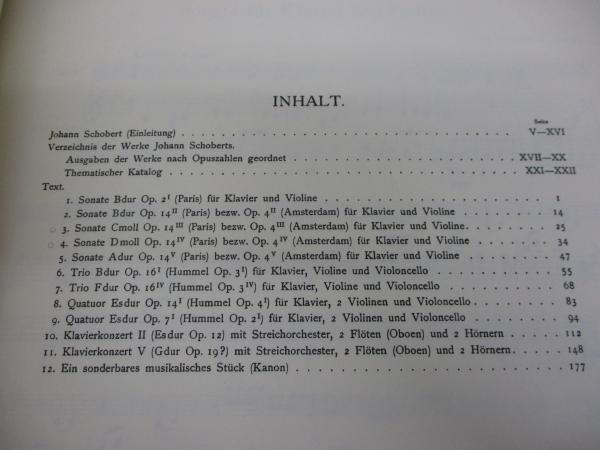 INHALT.
Seite
Johann Schobert (Einleitung) . . . . . . . . . . . . . . . . . . . . . . . . . . . . . . V—XVI
Verzeichnis der Werke Johann Schoberts.
Ausgaben der Werke nach Opuszahlen geordnet . . . . . . . . . . . . . . . . . . . . XVII—XX
Thematischer Katalog . . . . . . . . . . . . . . . . . . . . . . . . . . . . . . XXI—XXII
Text.
1. Sonate Bdur Op. 2ᴵ (Paris) für Klavier und Violine . . . . . . . . . . . . . . . . . 1
2. Sonate Bdur Op. 14ᴵᴵ (Paris) bezw. Op. 4ᴵᴵ (Amsterdam) für Klavier und Violine . . . . . . 14
3. Sonate Cmoll Op. 14ᴵᴵᴵ (Paris) bezw. Op. 4ᴵᴵᴵ (Amsterdam) für Klavier und Violine. . . . . . 25
4. Sonate Dmoll Op. 14ᴵⱽ (Paris) bezw. Op. 4ᴵⱽ (Amsterdam) für Klavier und Violine . . . . . . 34
5. Sonate Adur Op. 14ⱽ (Paris) bezw. Op. 4ⱽ (Amsterdam) für Klavier und Violine . . . . . . 47
6. Trio Bdur Op. 16ᴵ (Hummel Op. 3ᴵ) für Klavier, Violine und Violoncello . . . . . . . . 55
7. Trio Fdur Op. 16ᴵⱽ (Hummel Op. 3ᴵⱽ) für Klavier, Violine und Violoncello . . . . . . . . 68
8. Quatuor Esdur Op. 14ᴵ (Hummel Op. 4ᴵ) für Klavier, 2 Violinen und Violoncello . . . . . . 83
9. Quatuor Esdur Op. 7ᴵ (Hummel Op. 2ᴵ) für Klavier, 2 Violinen und Violoncello . . . . . . 94
10. Klavierkonzert II (Esdur Op. 12) mit Streichorchester, 2 Flöten (Oboen) und 2 Hörnern . . . . 112
11. Klavierkonzert V (Gdur Op. 19?) mit Streichorchester, 2 Flöten (Oboen) und 2 Hörnern. . . . . 148
12. Ein sonderbares musikalisches Stück (Kanon) . . . . . . . . . . . . . . . . . . . . . . 177